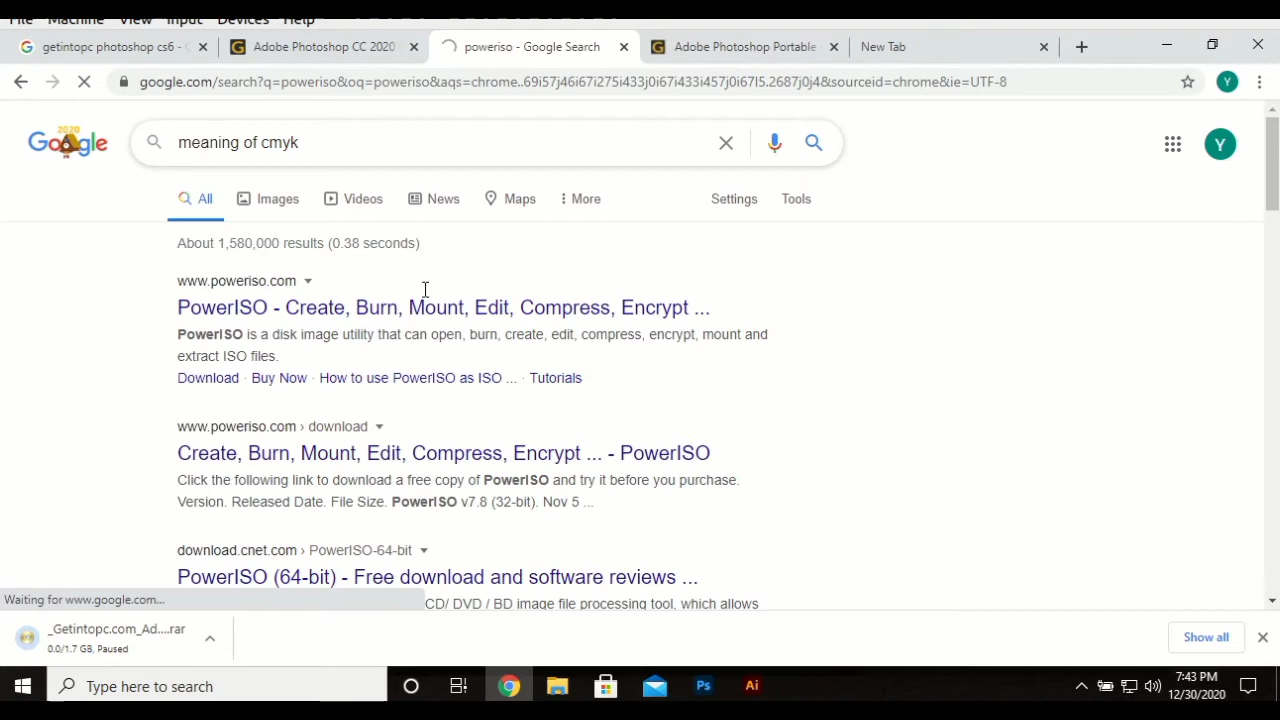 File Machine View Input Devices Help
getintopc photoshop cs6 -
Adobe Photoshop CC 2020
poweriso - Google Search
Adobe Photoshop Portable
New Tab
google.com/search?q=poweriso&oq=poweriso&aqs=chrome..69i57j46i67i275i433j0i67i433i457j0i67l5.2687j0j4&sourceid=chrome&ie=UTF-8
Y
2020
Google
meaning of cmyk
Y
All Images Videos News Maps More Settings Tools
About 1,580,000 results (0.38 seconds)
www.poweriso.com
PowerISO - Create, Burn, Mount, Edit, Compress, Encrypt ...
PowerISO is a disk image utility that can open, burn, create, edit, compress, encrypt, mount and
extract ISO files.
Download · Buy Now · How to use PowerISO as ISO ... · Tutorials
www.poweriso.com › download
Create, Burn, Mount, Edit, Compress, Encrypt ... - PowerISO
Click the following link to download a free copy of PowerISO and try it before you purchase.
Version. Released Date. File Size. PowerISO v7.8 (32-bit). Nov 5 ...
download.cnet.com › PowerISO-64-bit
PowerISO (64-bit) - Free download and software reviews ...
CD/ DVD / BD image file processing tool, which allows
Waiting for www.google.com...
_Getintopc.com_Ad....rar
0.0/1.7 GB, Paused
Show all
Type here to search
Ps
Ai
7:43 PM
12/30/2020